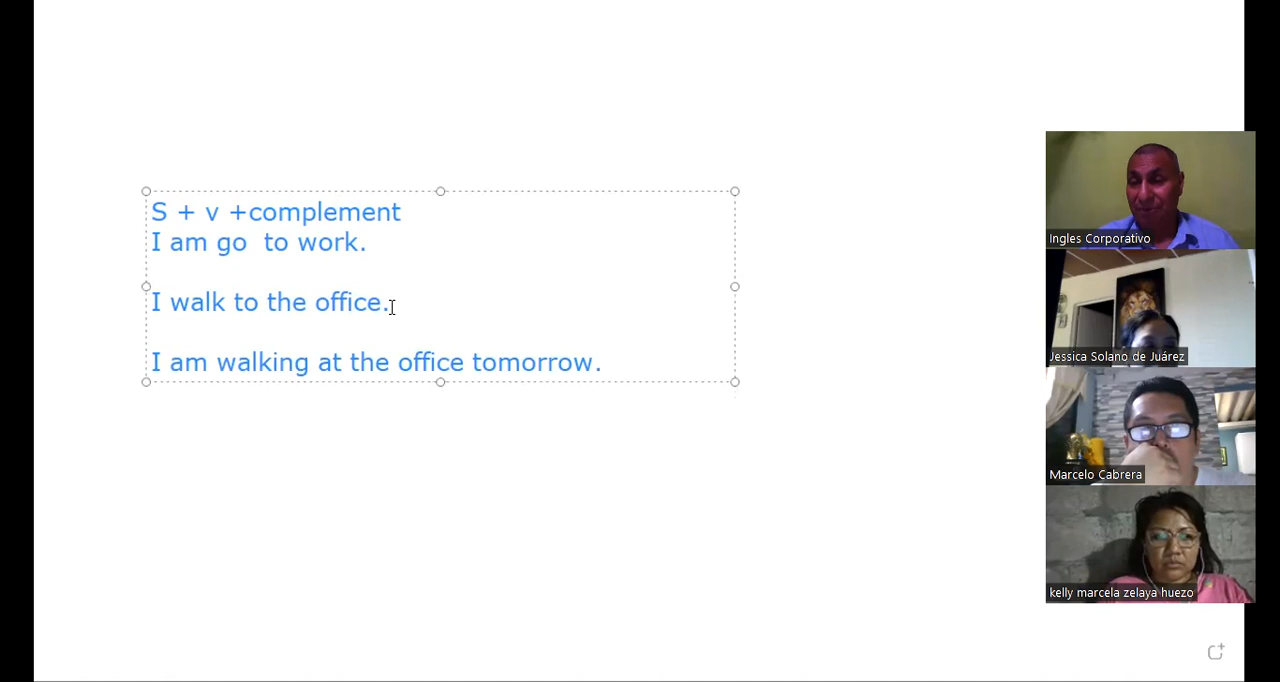 S + v +complement
I am go  to work.
I walk to the office.
I am walking at the office tomorrow.
Ingles Corporativo
Jessica Solano de Juárez
Marcelo Cabrera
kelly marcela zelaya huezo